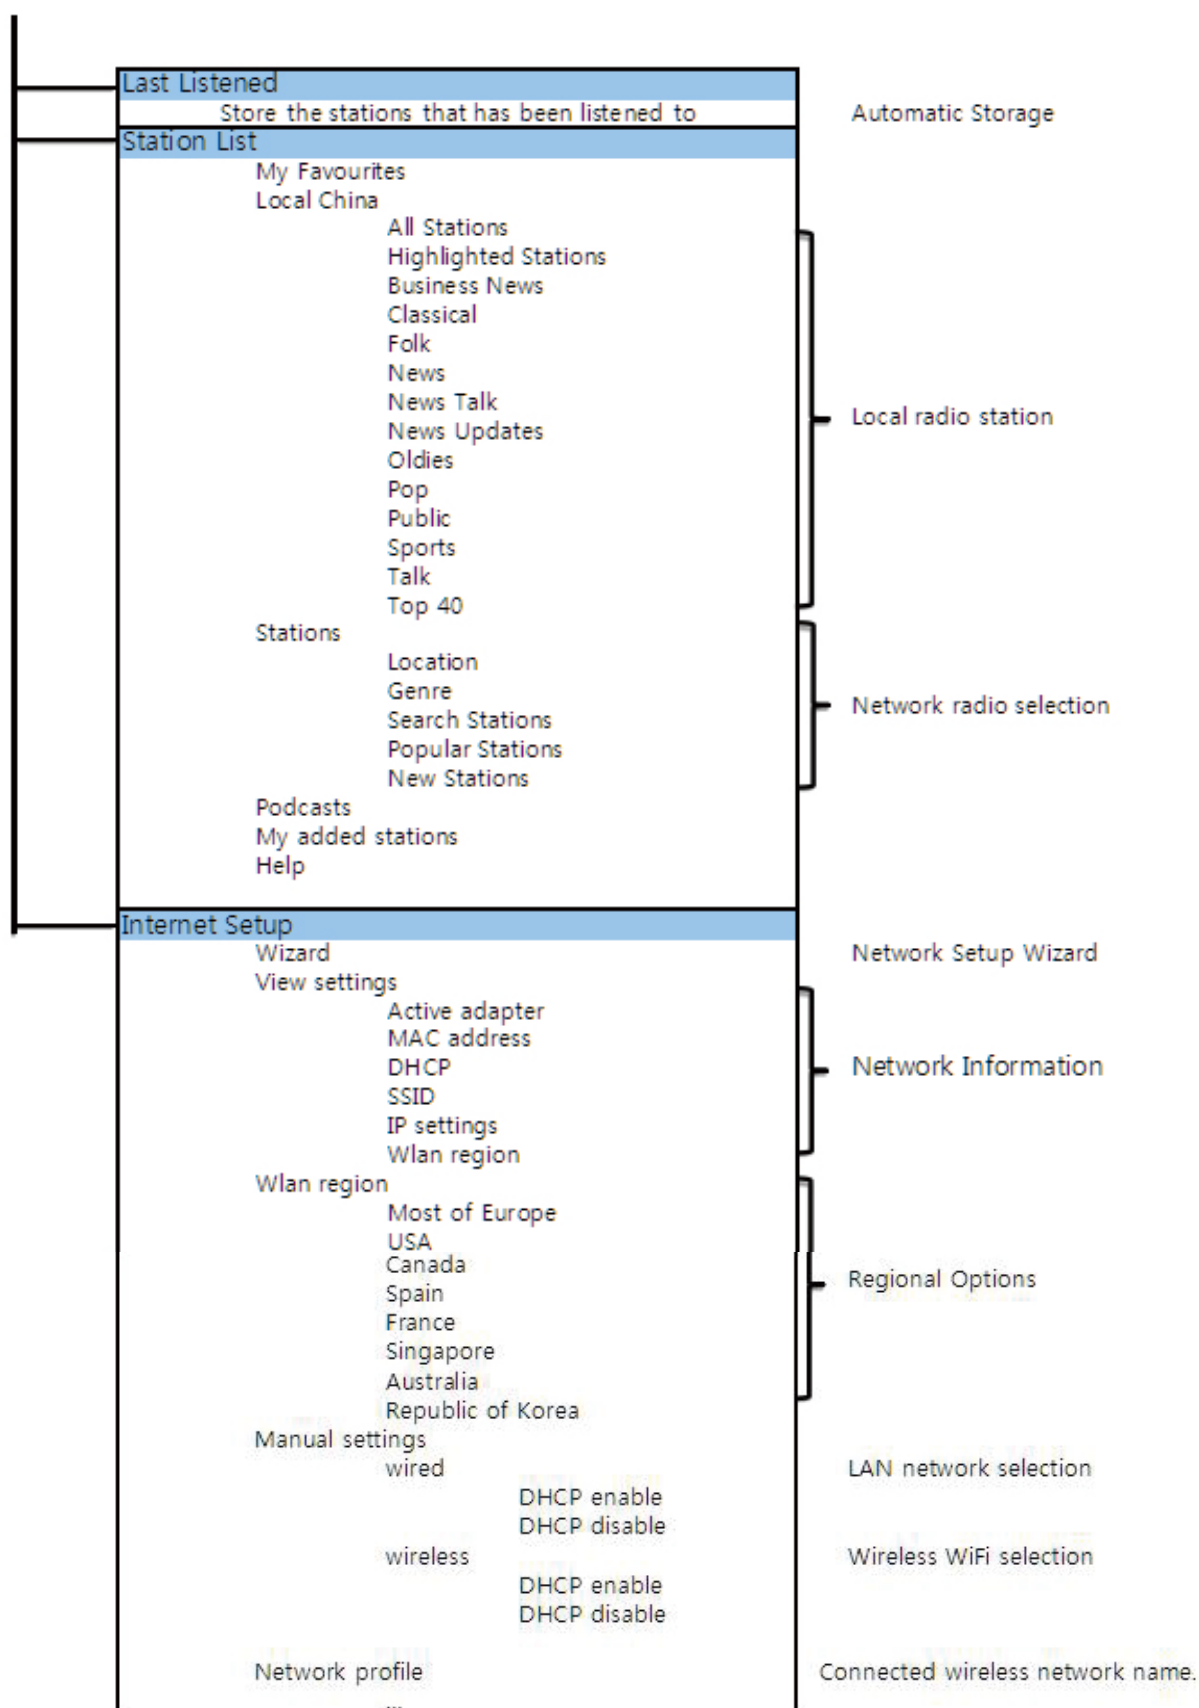 Last Listened
Store the stations that has been listened to Automatic Storage
Station List
My Favourites
Local China
All Stations
Highlighted Stations
Business News
Classical
Folk
News
News Talk
Local radio station
News Updates
Oldies
Pop
Public
Sports
Talk
Top 40
Stations
Location
Genre
Network radio selection
Search Stations
Popular Stations
New Stations
Podcasts
My added stations
Help
Internet Setup
Wizard Network Setup Wizard
View settings
Active adapter
MAC address
DHCP Network Information
SSID
IP settings
Wlan region
Wlan region
Most of Europe
USA
Canada
Regional Options
Spain
France
Singapore
Australia
Republic of Korea
Manual settings
wired LAN network selection
DHCP enable
DHCP disable
wireless Wireless WiFi selection
DHCP enable
DHCP disable
Network profile Connected wireless network name.